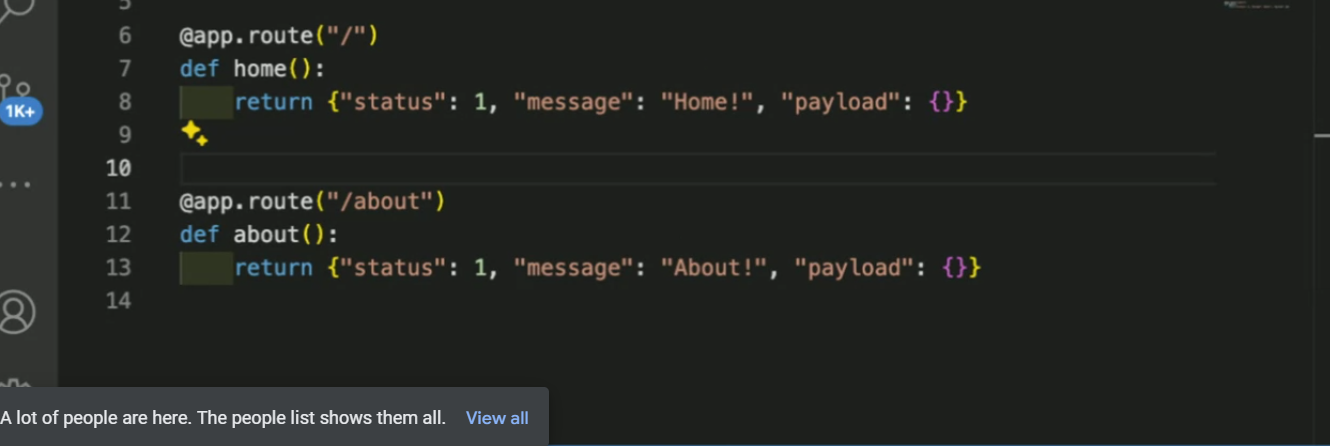 5
6 @app.route("/")
7 def home():
8 return {"status": 1, "message": "Home!", "payload": {}}
1K+
9
10
11 @app.route("/about")
12 def about():
13 return {"status": 1, "message": "About!", "payload": {}}
14
A lot of people are here. The people list shows them all. View all